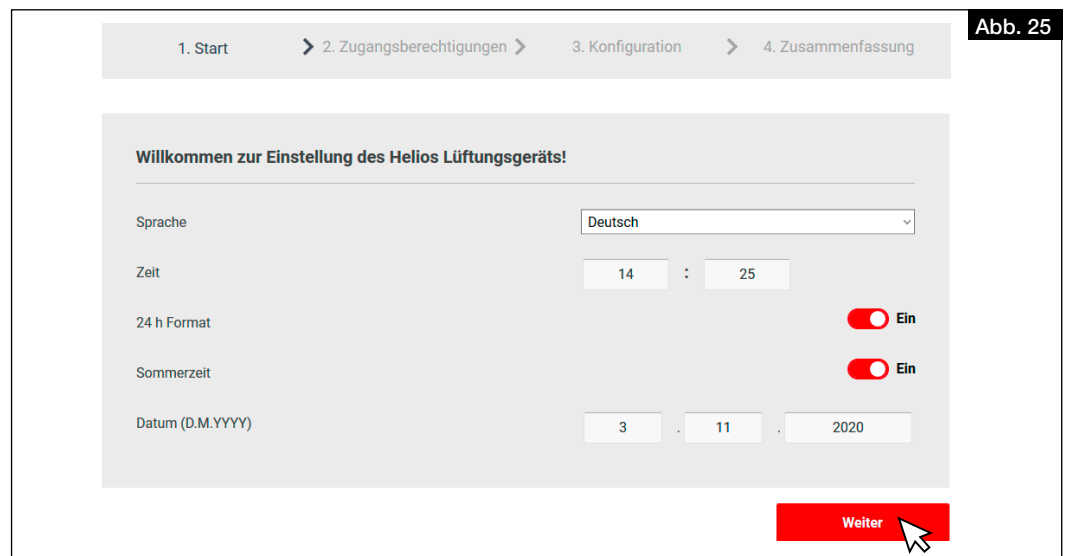 Abb. 25
1. Start 2. Zugangsberechtigungen 3. Konfiguration 4. Zusammenfassung
Willkommen zur Einstellung des Helios Lüftungsgeräts!
Sprache Deutsch
Zeit 14 : 25
24 h Format Ein
Sommerzeit Ein
Datum (D.M.YYYY) 3 . 11 . 2020
Weiter